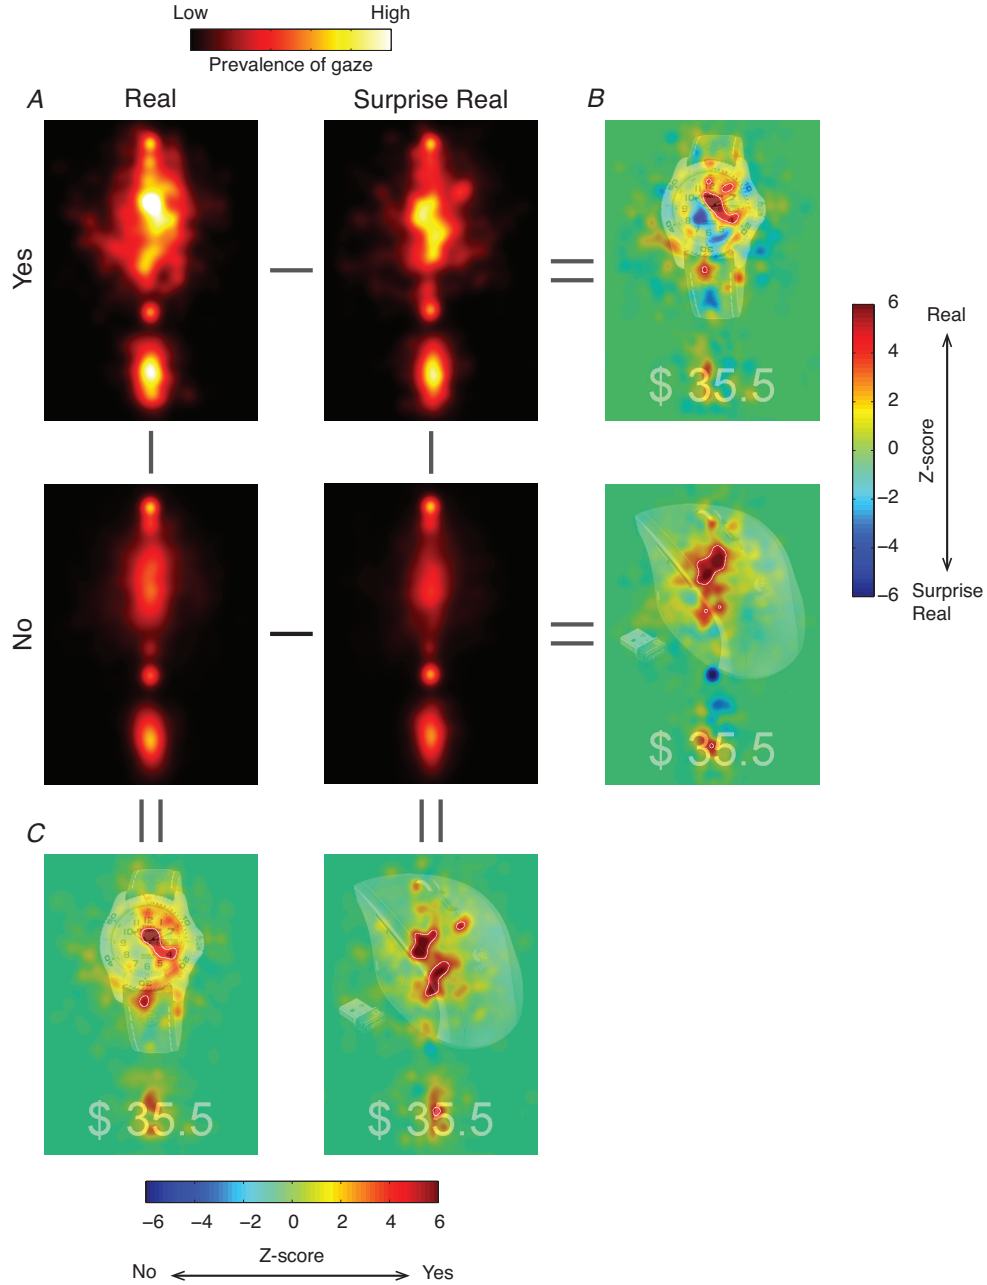 Low High
Prevalence of gaze
A Real Surprise Real B
Yes
$ 35.5
6
4
2
0
−2
−4
−6
Real
Z-score
Surprise
Real
No
$ 35.5
C
$ 35.5 $ 35.5
−6 −4 −2 0 2 4 6
Z-score
No Yes